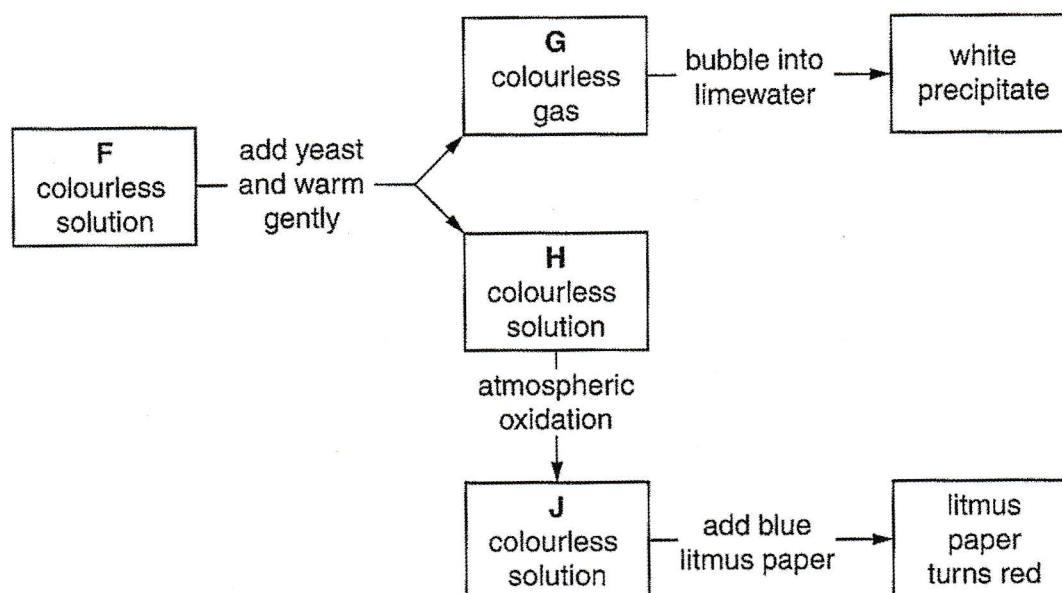 G
colourless
gas
bubble into
limewater
white
precipitate
F
colourless
solution
add yeast
and warm
gently
H
colourless
solution
atmospheric
oxidation
J
colourless
solution
add blue
litmus paper
litmus
paper
turns red